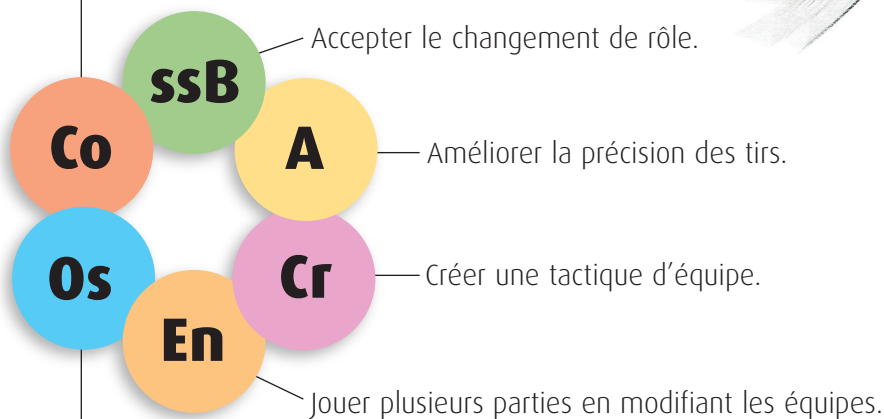 ssB
Accepter le changement de rôle.
Co
A
Améliorer la précision des tirs.
Os
Cr
Créer une tactique d’équipe.
En
Jouer plusieurs parties en modifiant les équipes.